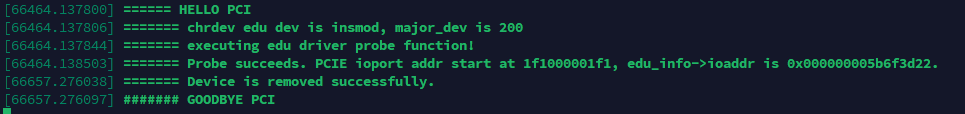 [66464.137800] ====== HELLO PCI
[66464.137806] ======= chrdev edu dev is insmod, major_dev is 200
[66464.137844] ======= executing edu driver probe function!
[66464.138503] ======= Probe succeeds. PCIE ioport addr start at 1f1000001f1, edu_info->ioaddr is 0x000000005b6f3d22.
[66657.276038] ======= Device is removed successfully.
[66657.276097] ####### GOODBYE PCI